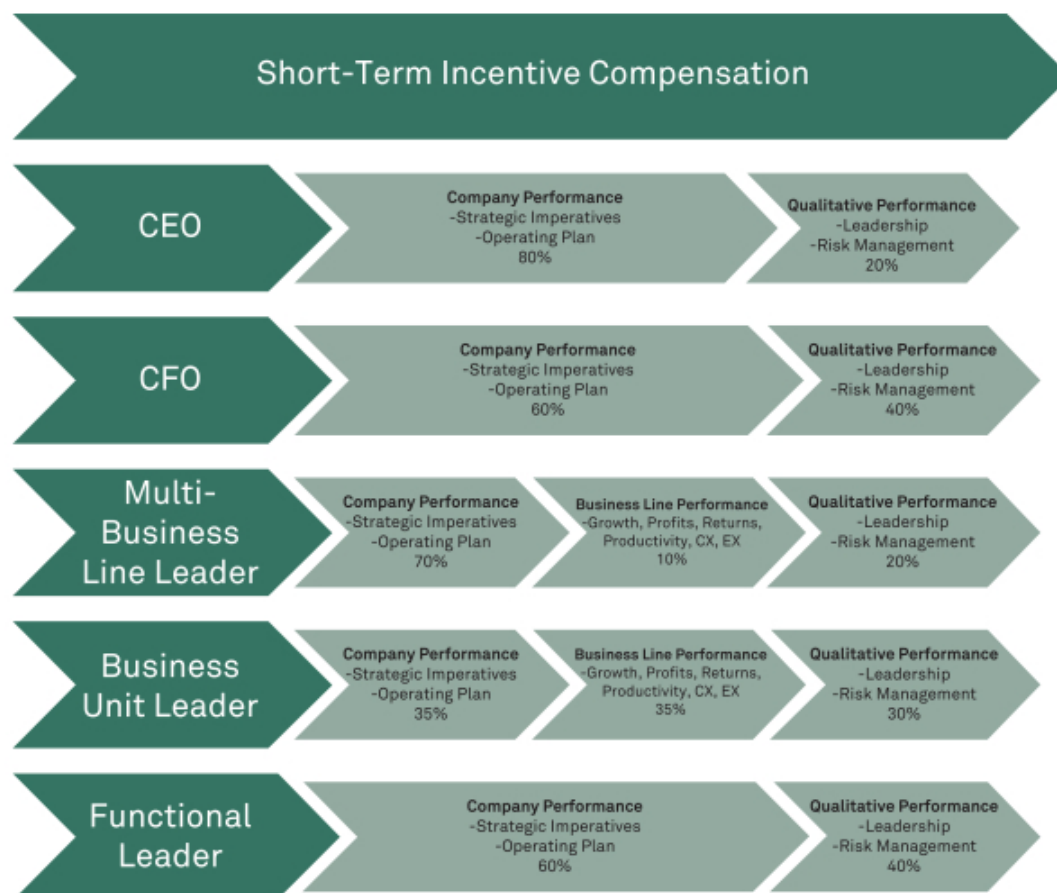 Short-Term Incentive Compensation
CEO
Company Performance
-Strategic Imperatives
-Operating Plan
80%
Qualitative Performance
-Leadership
-Risk Management
20%
CFO
Company Performance
-Strategic Imperatives
-Operating Plan
60%
Qualitative Performance
-Leadership
-Risk Management
40%
Multi-
Business
Line Leader
Company Performance
-Strategic Imperatives
-Operating Plan
70%
Business Line Performance
-Growth, Profits, Returns,
Productivity, CX, EX
10%
Qualitative Performance
-Leadership
-Risk Management
20%
Business
Unit Leader
Company Performance
-Strategic Imperatives
-Operating Plan
35%
Business Line Performance
-Growth, Profits, Returns,
Productivity, CX, EX
35%
Qualitative Performance
-Leadership
-Risk Management
30%
Functional
Leader
Company Performance
-Strategic Imperatives
-Operating Plan
60%
Qualitative Performance
-Leadership
-Risk Management
40%